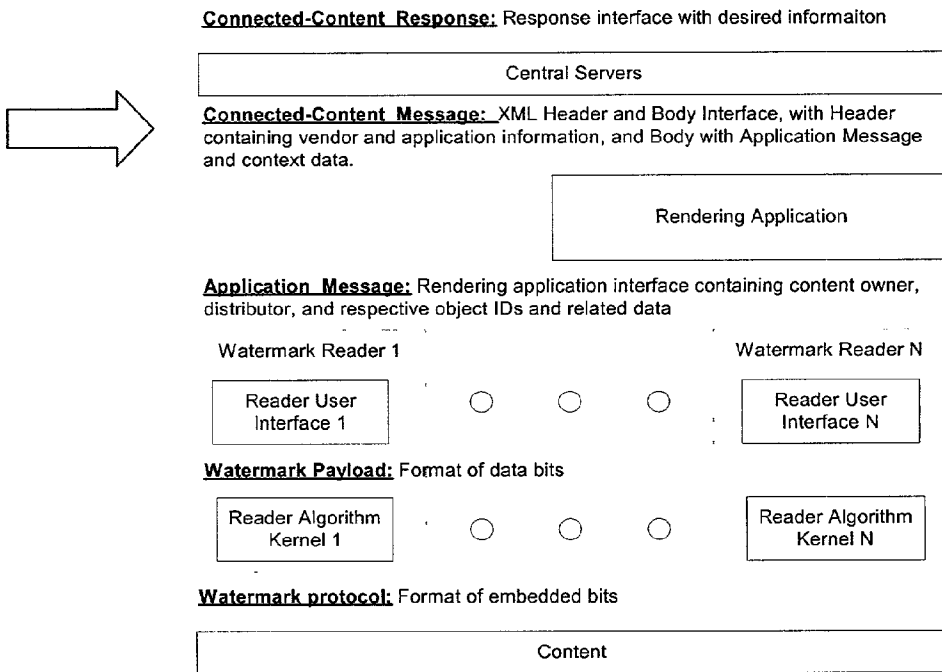 Connected-Content Response: Response interface with desired informaiton
Central Servers
Connected-Content Message: XML Header and Body Interface, with Header
containing vendor and application information, and Body with Application Message
and context data.
Rendering Application
Application Message: Rendering application interface containing content owner,
distributor, and respective object IDs and related data
Watermark Reader 1
Watermark Reader N
Reader User
Interface 1
Reader User
Interface N
Watermark Payload: Format of data bits
Reader Algorithm
Kernel 1
Reader Algorithm
Kernel N
Watermark protocol: Format of embedded bits
Content